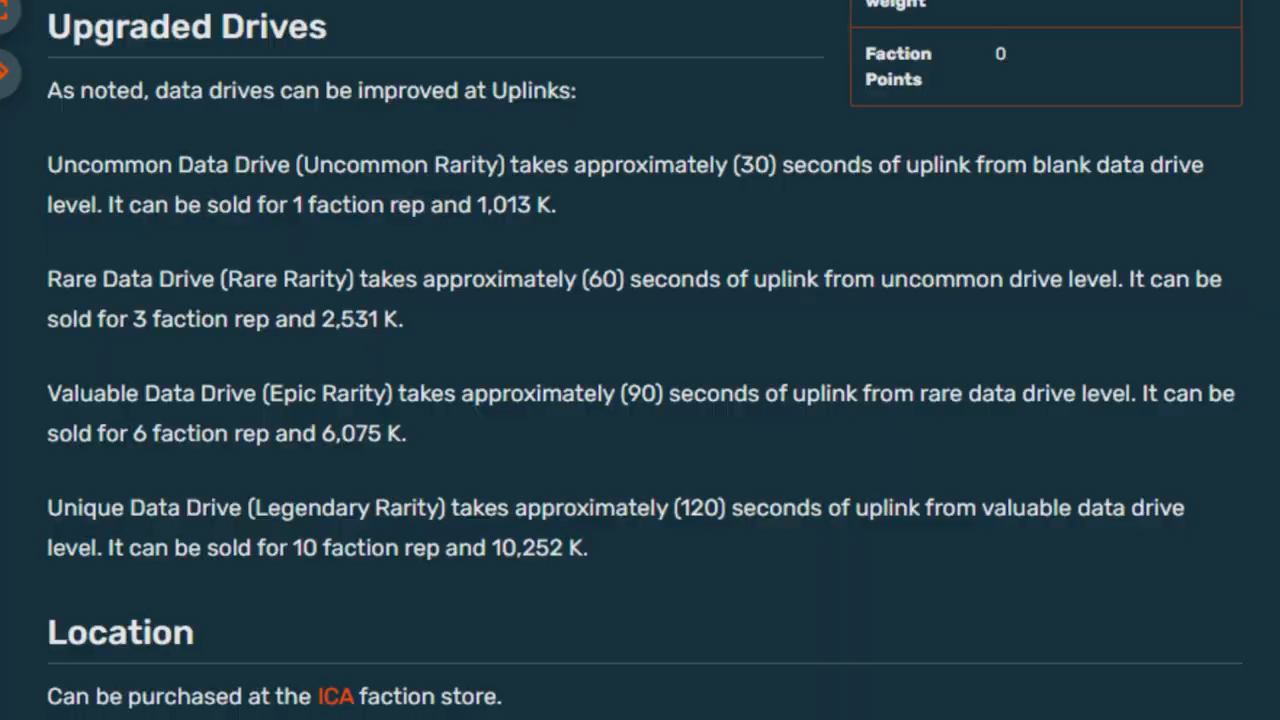 Upgraded Drives
weight
Faction Points 0
As noted, data drives can be improved at Uplinks:
Uncommon Data Drive (Uncommon Rarity) takes approximately (30) seconds of uplink from blank data drive
level. It can be sold for 1 faction rep and 1,013 K.
Rare Data Drive (Rare Rarity) takes approximately (60) seconds of uplink from uncommon drive level. It can be
sold for 3 faction rep and 2,531 K.
Valuable Data Drive (Epic Rarity) takes approximately (90) seconds of uplink from rare data drive level. It can be
sold for 6 faction rep and 6,075 K.
Unique Data Drive (Legendary Rarity) takes approximately (120) seconds of uplink from valuable data drive
level. It can be sold for 10 faction rep and 10,252 K.
Location
Can be purchased at the ICA faction store.